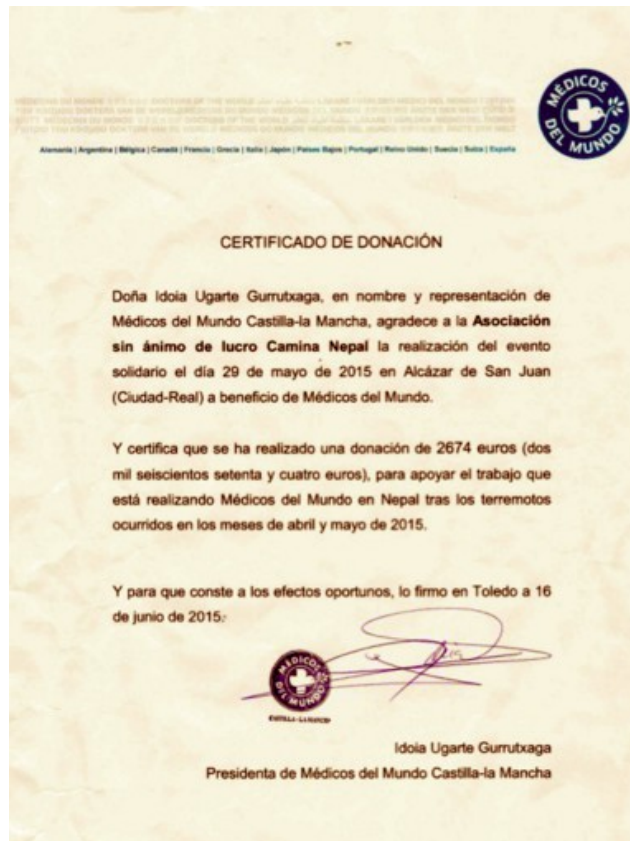 MÉDICOS
DEL MUNDO
Alemania | Argentina | Bélgica | Canadá | Francia | Grecia | Italia | Japón | Países Bajos | Portugal | Reino Unido | Suecia | Suiza | España
CERTIFICADO DE DONACIÓN
Doña Idoia Ugarte Gurrutxaga, en nombre y representación de
Médicos del Mundo Castilla-la Mancha, agradece a la Asociación
sin ánimo de lucro Camina Nepal la realización del evento
solidario el día 29 de mayo de 2015 en Alcázar de San Juan
(Ciudad-Real) a beneficio de Médicos del Mundo.
Y certifica que se ha realizado una donación de 2674 euros (dos
mil seiscientos setenta y cuatro euros), para apoyar el trabajo que
está realizando Médicos del Mundo en Nepal tras los terremotos
ocurridos en los meses de abril y mayo de 2015.
Y para que conste a los efectos oportunos, lo firmo en Toledo a 16
de junio de 2015.
MÉDICOS
DEL MUNDO
CASTILLA-LA MANCHA
Idoia Ugarte Gurrutxaga
Presidenta de Médicos del Mundo Castilla-la Mancha